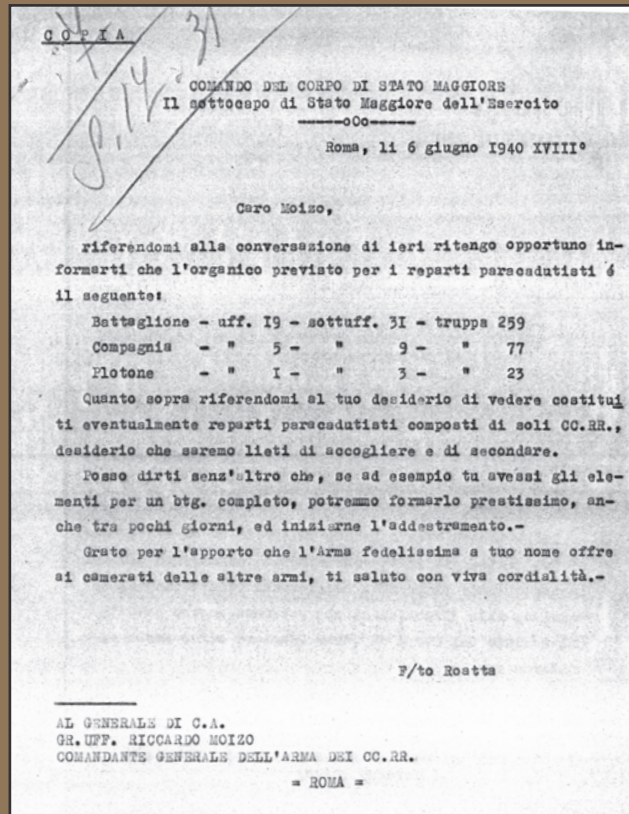 COPIA
COMANDO DEL CORPO DI STATO MAGGIORE
Il sottocapo di Stato Maggiore dell'Esercito
-----oOo-----
Roma, li 6 giugno I940 XVIII°
Caro Moizo,
riferendomi alla conversazione di ieri ritengo opportuno in-
formarti che l'organico previsto per i reparti paracadutisti é
il seguente:
Battaglione - uff. I9 - sottuff. 3I - truppa 259
Compagnia - " 5 - " 9 - " 77
Plotone - " I - " 3 - " 23
Quanto sopra riferendomi al tuo desiderio di vedere costitui
ti eventualmente reparti paracadutisti composti di soli CC.RR.,
desiderio che saremo lieti di accogliere e di secondare.
Posso dirti senz'altro che, se ad esempio tu avessi gli ele-
menti per un btg. completo, potremmo formarlo prestissimo, an-
che tra pochi giorni, ed iniziarne l'addestramento.-
Grato per l'apporto che l'Arma fedelissima a tuo nome offre
ai camerati delle altre armi, ti saluto con viva cordialità.-
F/to Roatta
AL GENERALE DI C.A.
GR.UFF. RICCARDO MOIZO
COMANDANTE GENERALE DELL'ARMA DEI CC.RR.
= ROMA =